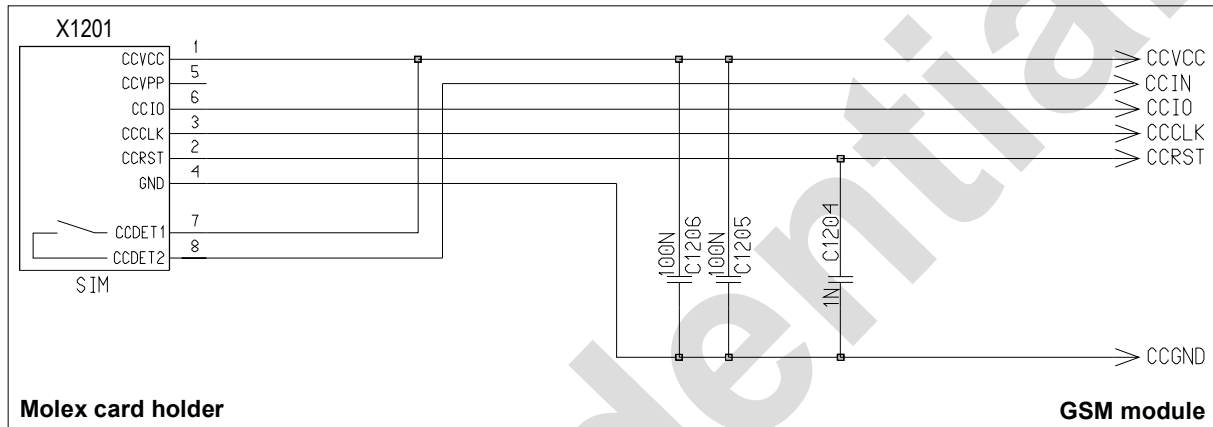 X1201
CCVCC 1 CCVCC
CCVPP 5 CCIN
CCIO 6 CCIO
CCCLK 3 CCCLK
CCRST 2 CCRST
GND 4
CCDET1 7
CCDET2 8
SIM
100N
C1206
100N
C1205
1N
C1204
CCGND
Molex card holder GSM module
dential